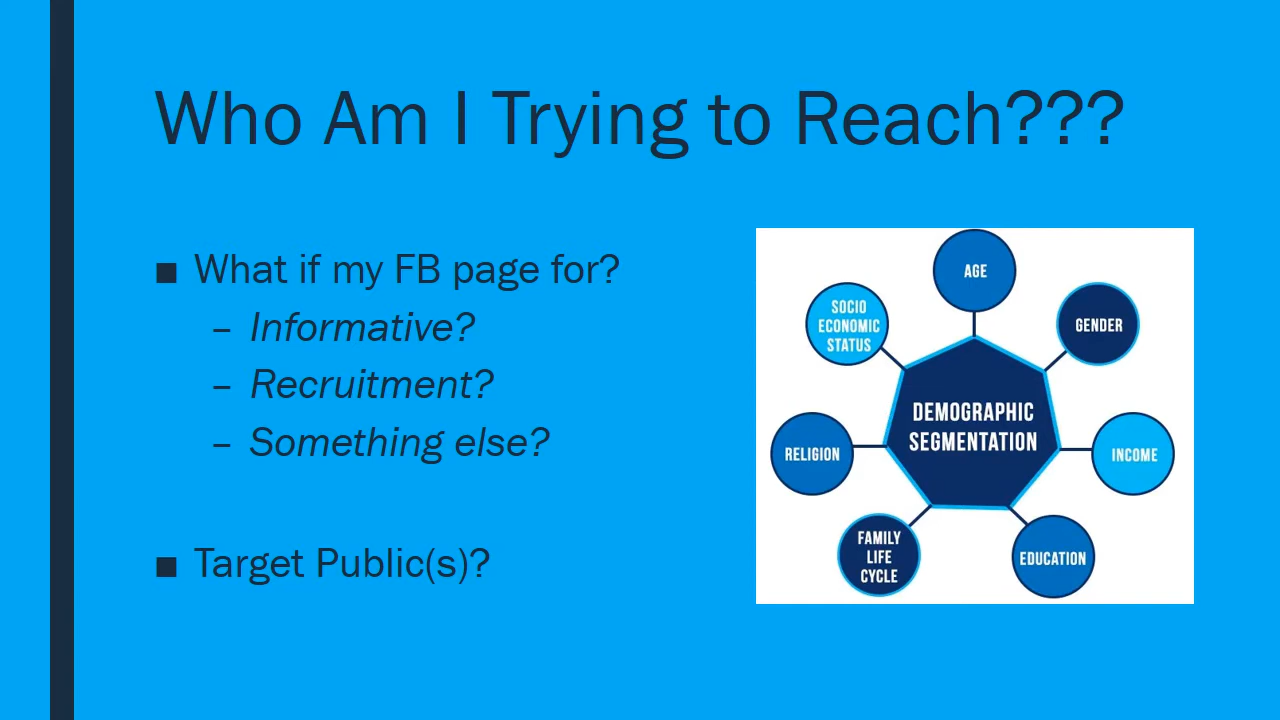 Who Am I Trying to Reach???
■ What if my FB page for?
– Informative?
– Recruitment?
– Something else?
■ Target Public(s)?
AGE
GENDER
INCOME
EDUCATION
FAMILY
LIFE
CYCLE
RELIGION
SOCIO
ECONOMIC
STATUS
DEMOGRAPHIC
SEGMENTATION